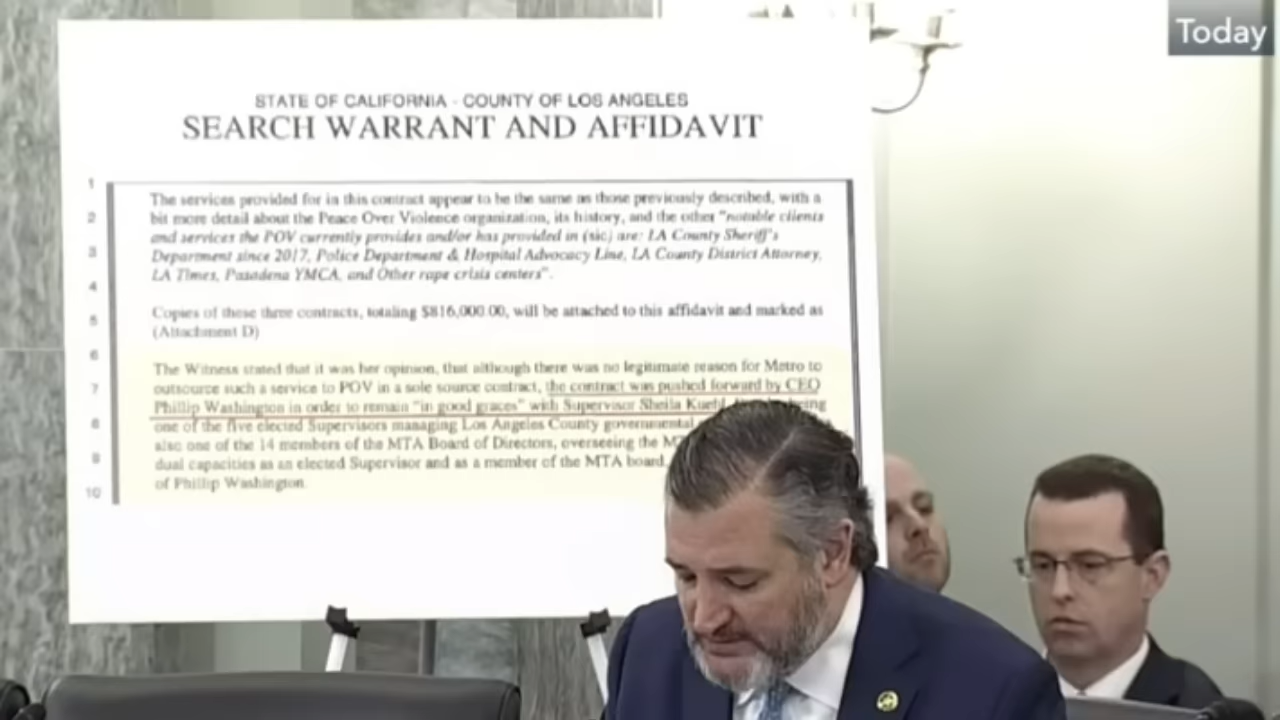 Today
STATE OF CALIFORNIA - COUNTY OF LOS ANGELES
SEARCH WARRANT AND AFFIDAVIT
1
2
3
4
5
6
7
8
9
10
The services provided for in this contract appear to be the same as those previously described, with a
bit more detail about the Peace Over Violence organization, its history, and the other "notable clients
and services the POV currently provides and/or has provided in (sic) are: LA County Sheriff's
Department since 2017, Police Department & Hospital Advocacy Line, LA County District Attorney,
LA Times, Pasadena YMCA, and Other rape crisis centers".
Copies of these three contracts, totaling $816,000.00, will be attached to this affidavit and marked as
(Attachment D)
The Witness stated that it was her opinion, that although there was no legitimate reason for Metro to
outsource such a service to POV in a sole source contract, the contract was pushed forward by CEO
Phillip Washington in order to remain "in good graces" with Supervisor Sheila Kuehl. being
one of the five elected Supervisors managing Los Angeles County governmental
also one of the 14 members of the MTA Board of Directors, overseeing the
dual capacities as an elected Supervisor and as a member of the MTA board,
of Phillip Washington.